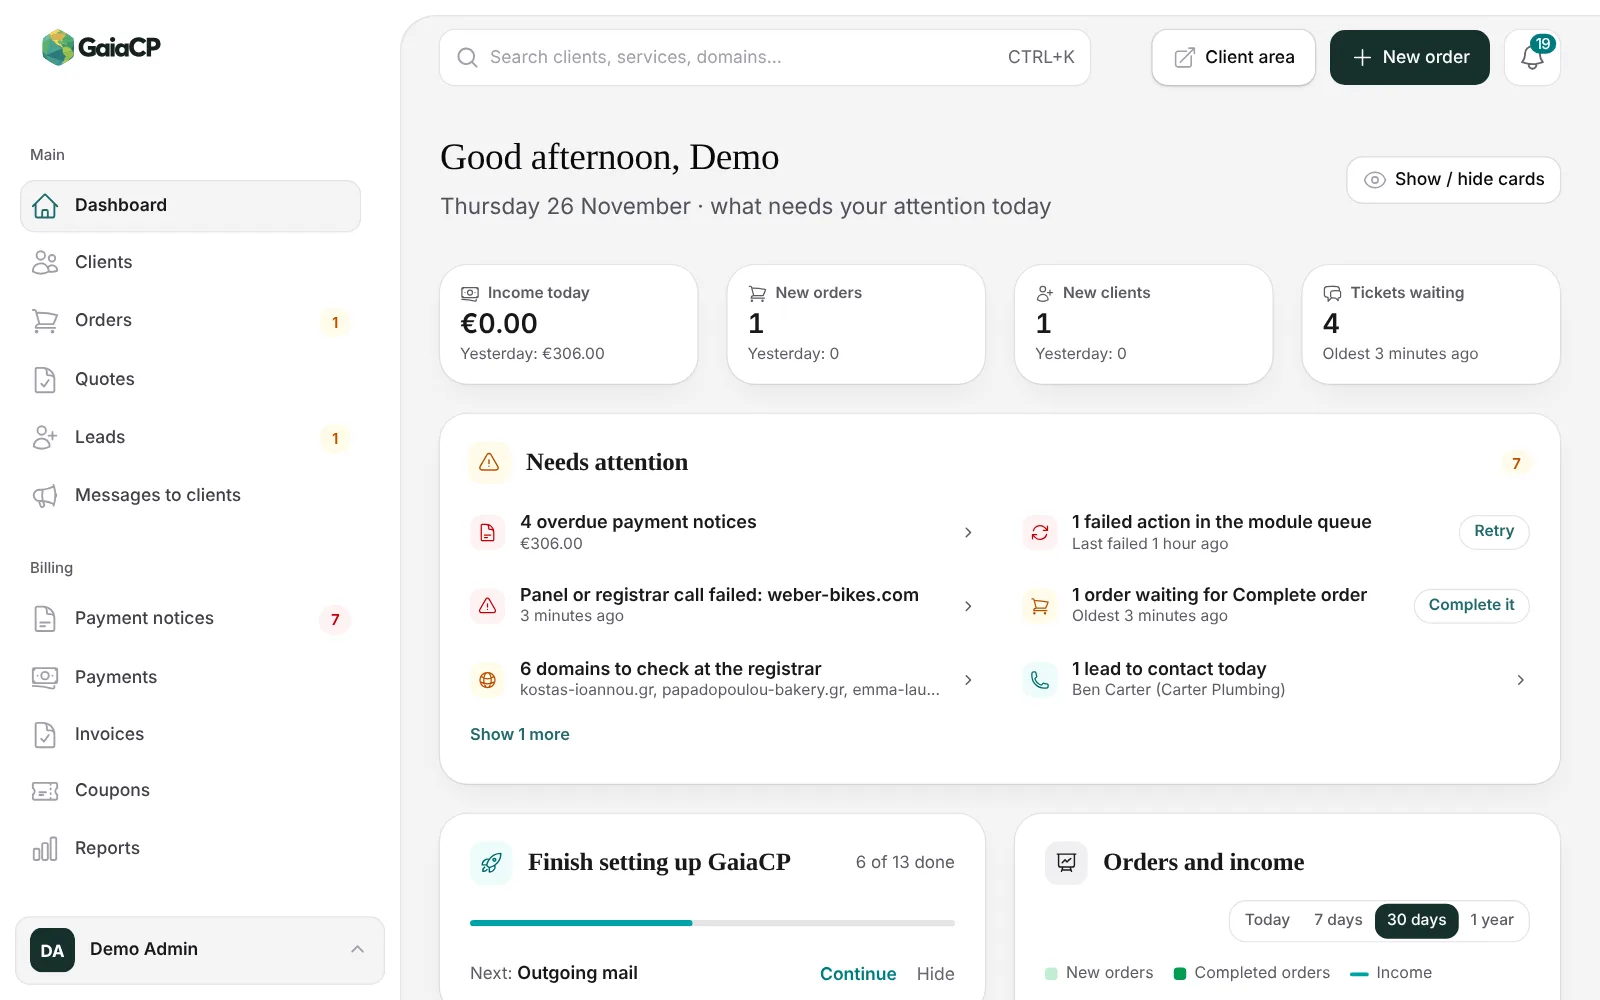 GaiaCP
Search clients, services, domains...
CTRL+K
Client area
New order
19
Main
Dashboard
Clients
Orders 1
Quotes
Leads 1
Messages to clients
Billing
Payment notices 7
Payments
Invoices
Coupons
Reports
DA Demo Admin
Good afternoon, Demo
Thursday 26 November · what needs your attention today
Show / hide cards
Income today
€0.00
Yesterday: €306.00
New orders
1
Yesterday: 0
New clients
1
Yesterday: 0
Tickets waiting
4
Oldest 3 minutes ago
Needs attention 7
4 overdue payment notices
€306.00
1 failed action in the module queue
Last failed 1 hour ago
Retry
Panel or registrar call failed: weber-bikes.com
3 minutes ago
1 order waiting for Complete order
Oldest 3 minutes ago
Complete it
6 domains to check at the registrar
kostas-ioannou.gr, papadopoulou-bakery.gr, emma-lau...
1 lead to contact today
Ben Carter (Carter Plumbing)
Show 1 more
Finish setting up GaiaCP
6 of 13 done
Next: Outgoing mail
Continue Hide
Orders and income
Today 7 days 30 days 1 year
New orders Completed orders Income